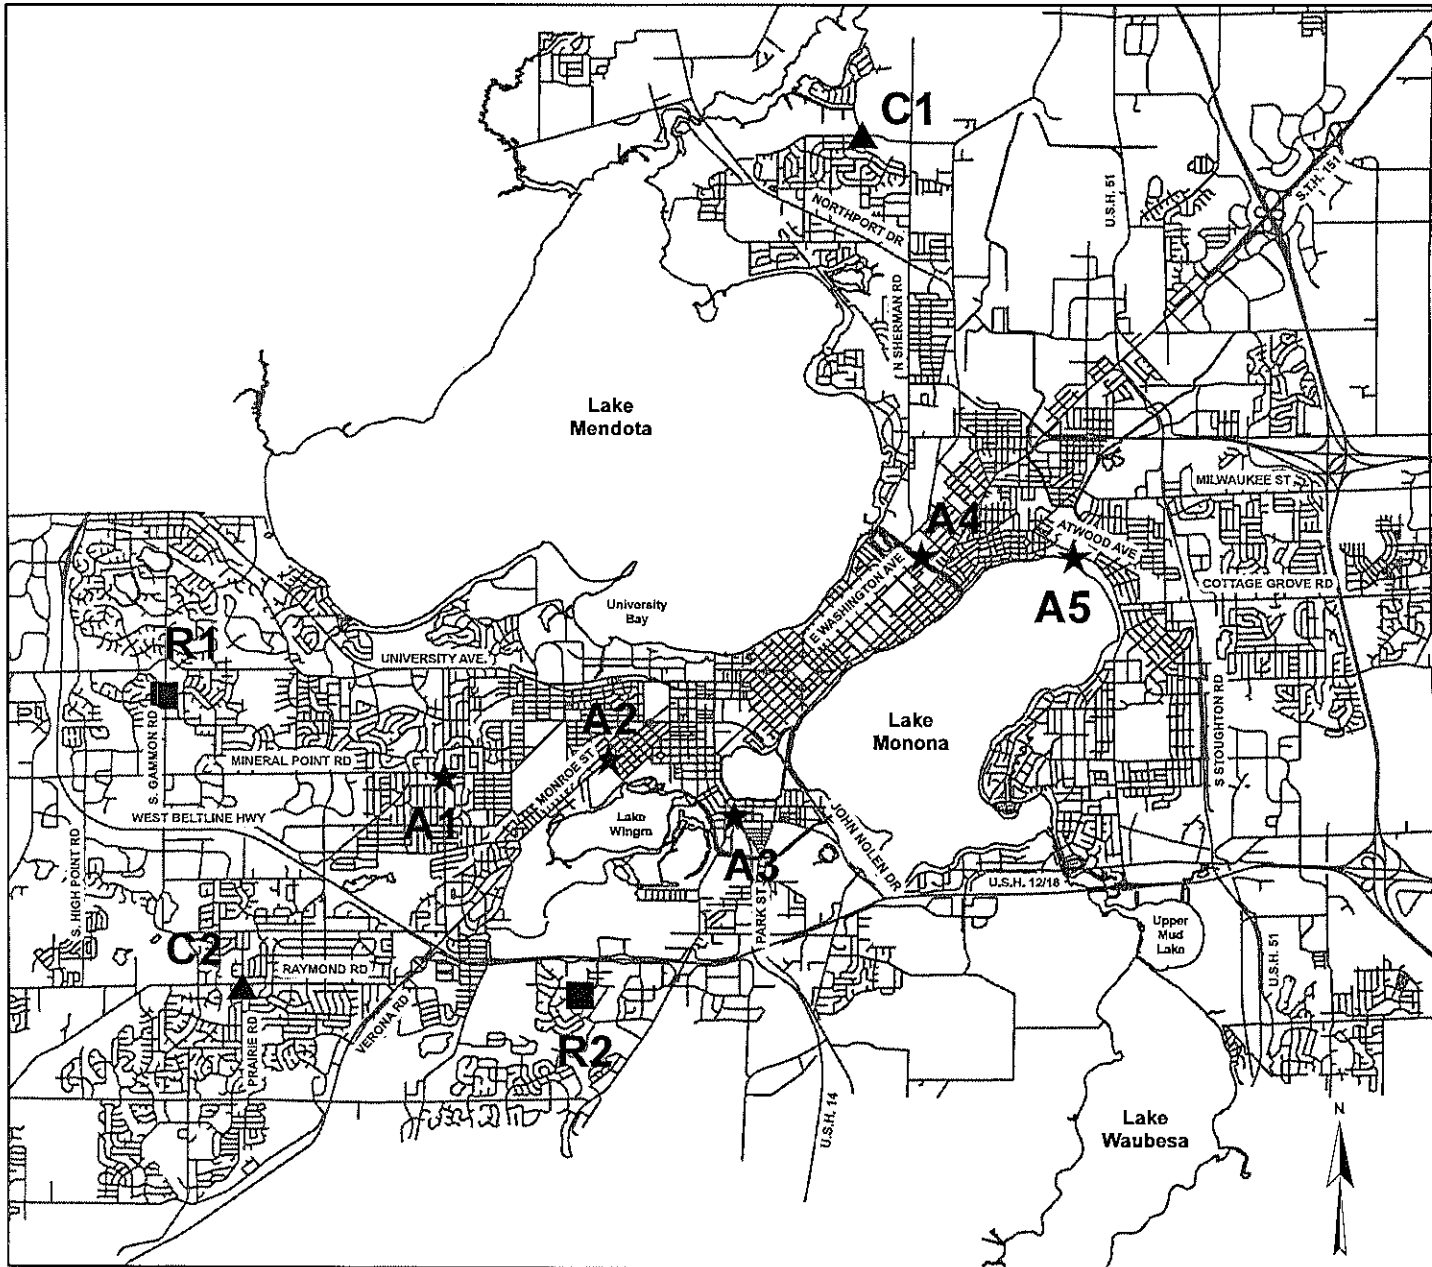 C1
S.T.H. 151
U.S.H. 51
NORTHPORT DR
N SHERMAN RD
Lake
Mendota
MILWAUKEE ST
A4
ATWOOD AVE
E WASHINGTON AVE
COTTAGE GROVE RD
A5
University
Bay
R1
UNIVERSITY AVE.
S. GAMMON RD
A2
Lake
Monona
S STOUGHTON RD
MINERAL POINT RD
MONROE ST
WEST BELTLINE HWY
A1
Lake
Wingra
JOHN NOLEN DR
A3
S. HIGH POINT RD
PARK ST
U.S.H. 12/18
C2
Upper
Mud
Lake
RAYMOND RD
U.S.H. 51
VERONA RD
PRAIRIE RD
R2
U.S.H. 14
Lake
Waubesa
N